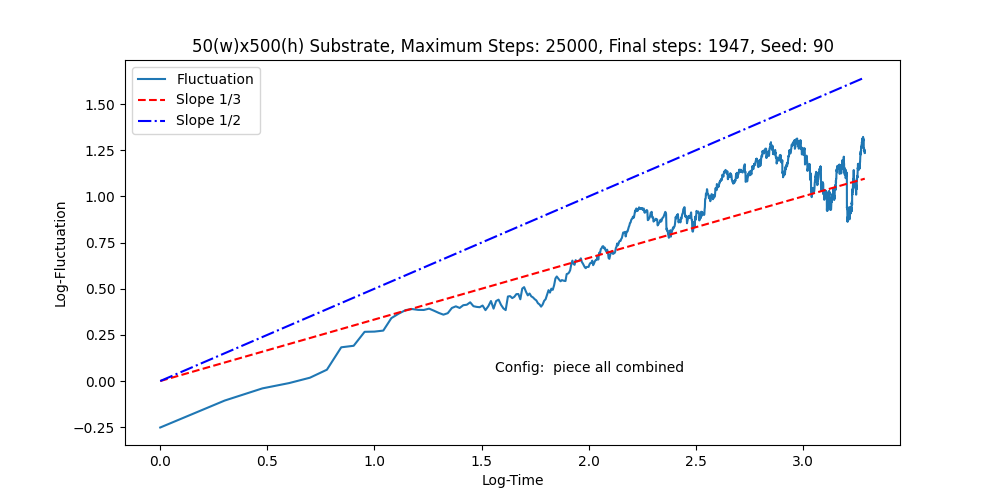 50(w)x500(h) Substrate, Maximum Steps: 25000, Final steps: 1947, Seed: 90
Fluctuation
Slope 1/3
Slope 1/2
1.50
1.25
1.00
0.75
0.50
0.25
0.00
−0.25
Log-Fluctuation
Config:  piece all combined
0.0 0.5 1.0 1.5 2.0 2.5 3.0
Log-Time